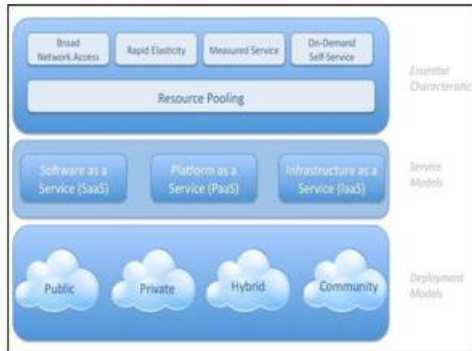 Broad
Network Access
Rapid Elasticity
Measured Service
On-Demand
Self-Service
Essential
Characteristic
Resource Pooling
Software as a
Service (SaaS)
Platform as a
Service (PaaS)
Infrastructure as a
Service (IaaS)
Service
Models
Public
Private
Hybrid
Community
Deployment
Models